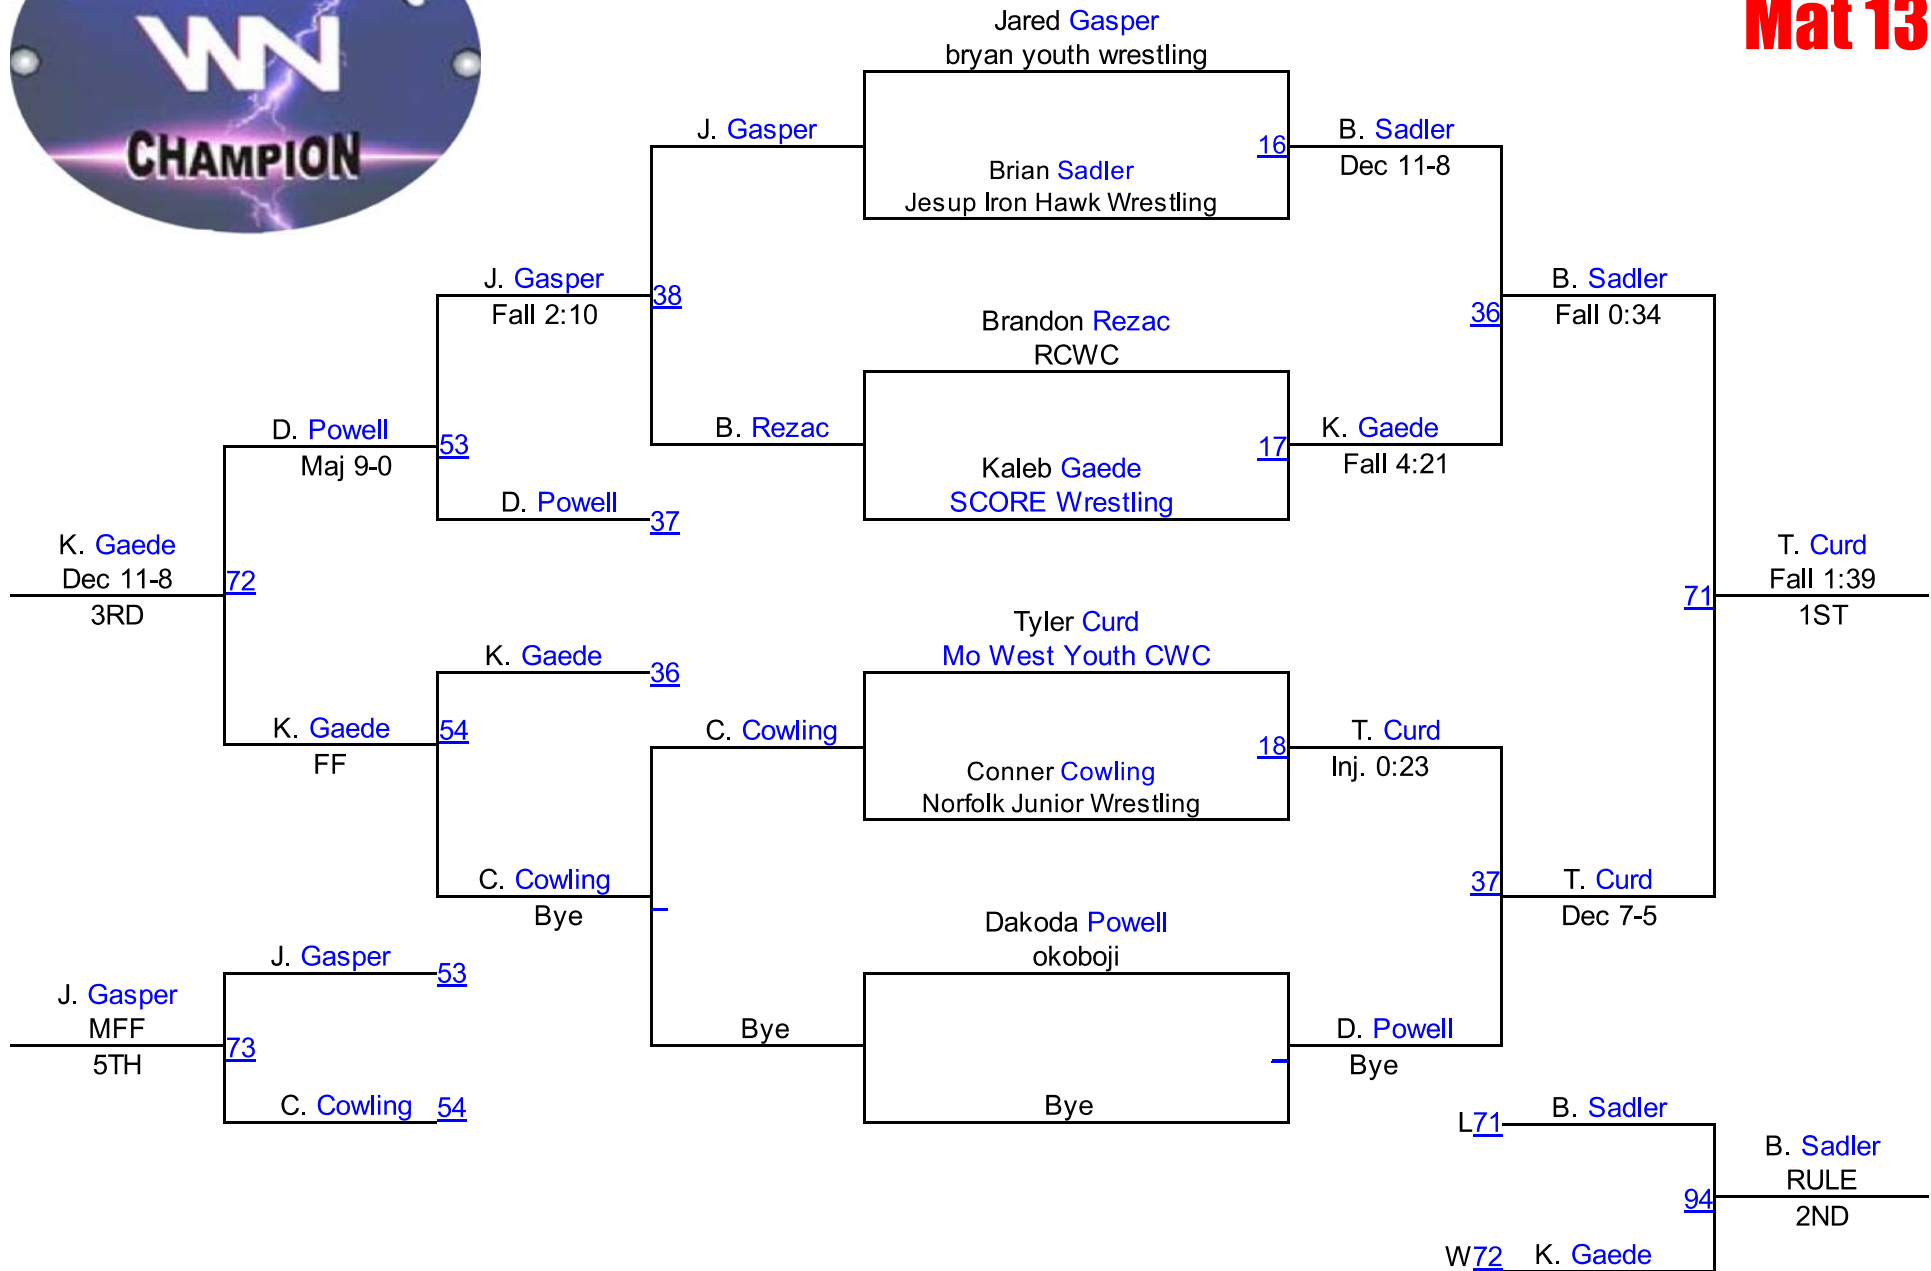 WN
CHAMPION
Mat 13
Jared Gasper
bryan youth wrestling
J. Gasper
16
B. Sadler
Dec 11-8
Brian Sadler
Jesup Iron Hawk Wrestling
J. Gasper
Fall 2:10
38
36
B. Sadler
Fall 0:34
Brandon Rezac
RCWC
B. Rezac
17
K. Gaede
Fall 4:21
Kaleb Gaede
SCORE Wrestling
D. Powell
Maj 9-0
53
D. Powell
37
K. Gaede
Dec 11-8
3RD
72
71
T. Curd
Fall 1:39
1ST
Tyler Curd
Mo West Youth CWC
K. Gaede
36
K. Gaede
FF
54
C. Cowling
18
T. Curd
Inj. 0:23
Conner Cowling
Norfolk Junior Wrestling
C. Cowling
Bye
37
T. Curd
Dec 7-5
Dakoda Powell
okoboji
J. Gasper
53
J. Gasper
MFF
5TH
73
Bye
D. Powell
Bye
C. Cowling
54
Bye
L71
B. Sadler
94
B. Sadler
RULE
2ND
W72
K. Gaede